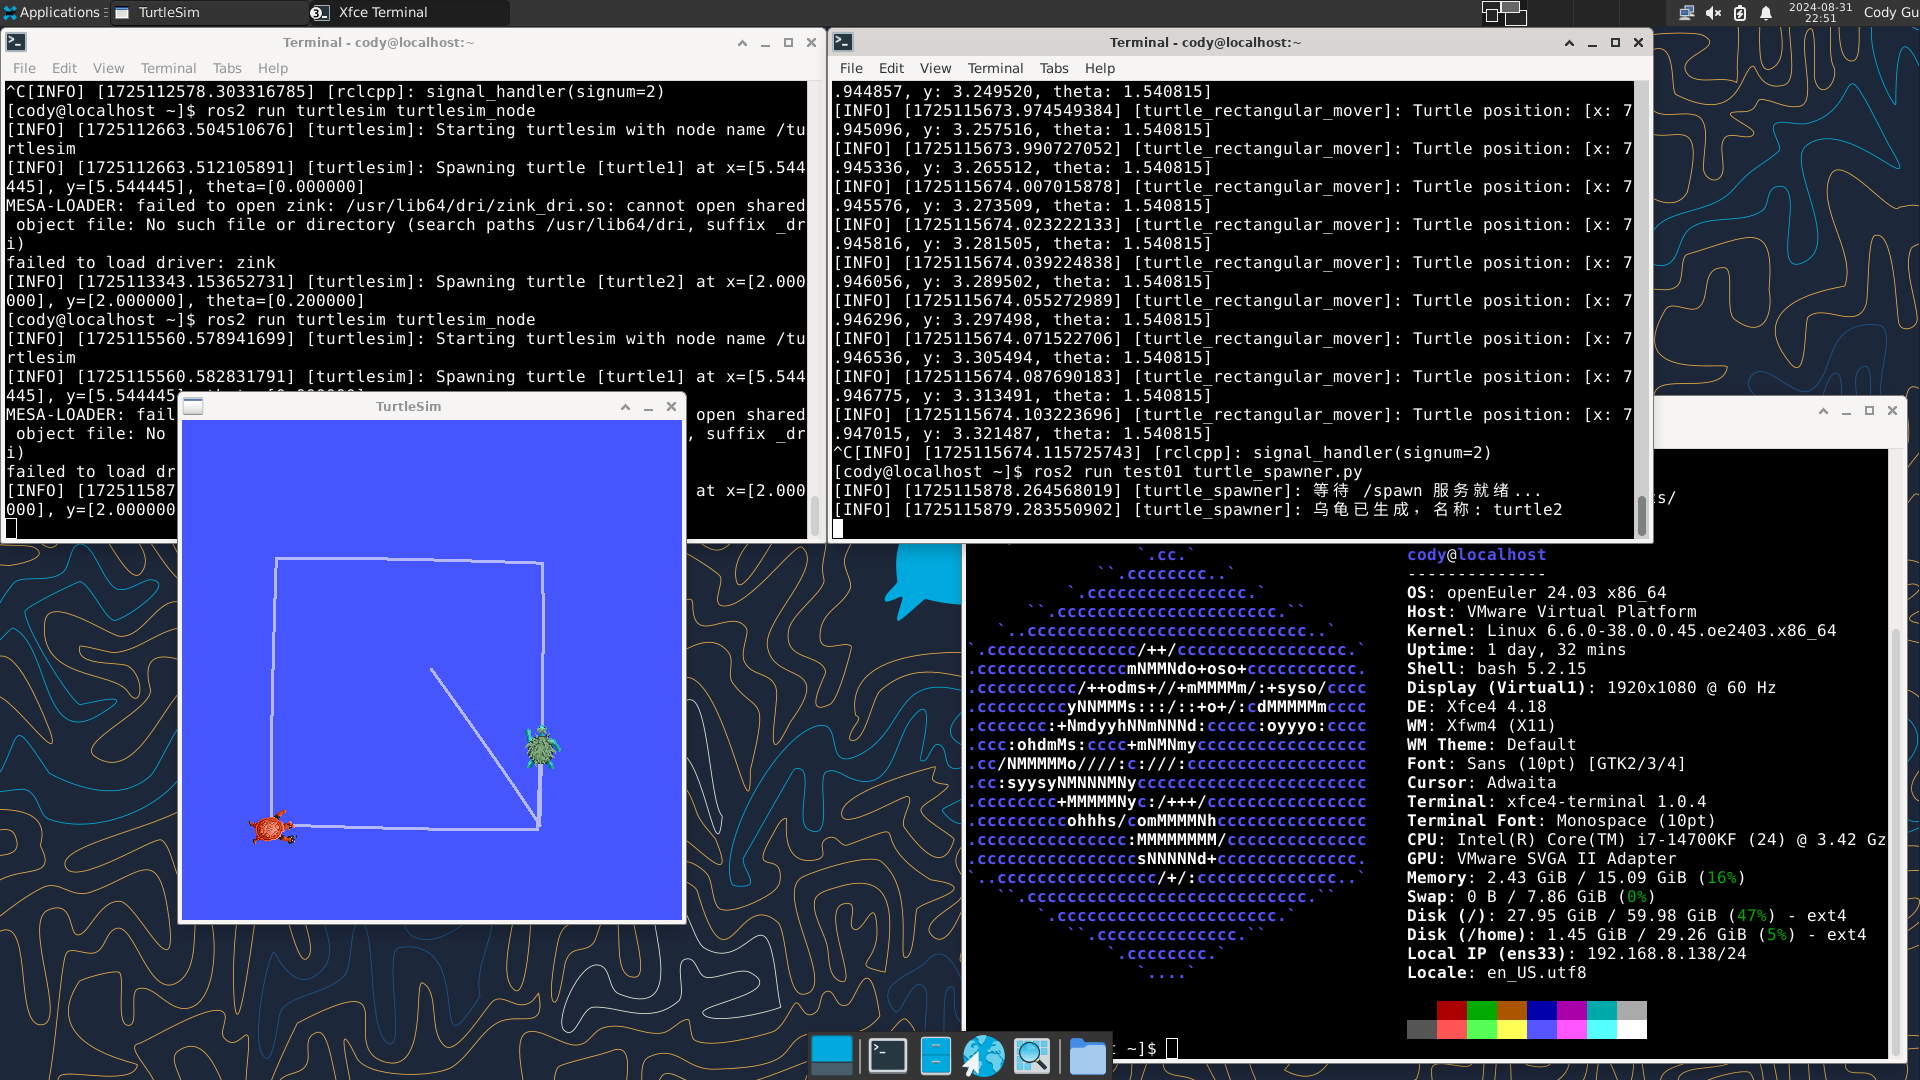 Applications
TurtleSim
Xfce Terminal
2024-08-31
22:51
Cody Gu
Terminal - cody@localhost:~
File Edit View Terminal Tabs Help
^C[INFO] [1725112578.303316785] [rclcpp]: signal_handler(signum=2)
[cody@localhost ~]$ ros2 run turtlesim turtlesim_node
[INFO] [1725112663.504510676] [turtlesim]: Starting turtlesim with node name /tu
rtlesim
[INFO] [1725112663.512105891] [turtlesim]: Spawning turtle [turtle1] at x=[5.544
445], y=[5.544445], theta=[0.000000]
MESA-LOADER: failed to open zink: /usr/lib64/dri/zink_dri.so: cannot open shared
 object file: No such file or directory (search paths /usr/lib64/dri, suffix _dr
i)
failed to load driver: zink
[INFO] [1725113343.153652731] [turtlesim]: Spawning turtle [turtle2] at x=[2.000
000], y=[2.000000], theta=[0.200000]
[cody@localhost ~]$ ros2 run turtlesim turtlesim_node
[INFO] [1725115560.578941699] [turtlesim]: Starting turtlesim with node name /tu
rtlesim
[INFO] [1725115560.582831791] [turtlesim]: Spawning turtle [turtle1] at x=[5.544
445], y=[5.544445
MESA-LOADER: fail open shared
 object file: No , suffix _dr
i)
failed to load dr
[INFO] [172511587 at x=[2.000
000], y=[2.000000
TurtleSim
Terminal - cody@localhost:~
File Edit View Terminal Tabs Help
.944857, y: 3.249520, theta: 1.540815]
[INFO] [1725115673.974549384] [turtle_rectangular_mover]: Turtle position: [x: 7
.945096, y: 3.257516, theta: 1.540815]
[INFO] [1725115673.990727052] [turtle_rectangular_mover]: Turtle position: [x: 7
.945336, y: 3.265512, theta: 1.540815]
[INFO] [1725115674.007015878] [turtle_rectangular_mover]: Turtle position: [x: 7
.945576, y: 3.273509, theta: 1.540815]
[INFO] [1725115674.023222133] [turtle_rectangular_mover]: Turtle position: [x: 7
.945816, y: 3.281505, theta: 1.540815]
[INFO] [1725115674.039224838] [turtle_rectangular_mover]: Turtle position: [x: 7
.946056, y: 3.289502, theta: 1.540815]
[INFO] [1725115674.055272989] [turtle_rectangular_mover]: Turtle position: [x: 7
.946296, y: 3.297498, theta: 1.540815]
[INFO] [1725115674.071522706] [turtle_rectangular_mover]: Turtle position: [x: 7
.946536, y: 3.305494, theta: 1.540815]
[INFO] [1725115674.087690183] [turtle_rectangular_mover]: Turtle position: [x: 7
.946775, y: 3.313491, theta: 1.540815]
[INFO] [1725115674.103223696] [turtle_rectangular_mover]: Turtle position: [x: 7
.947015, y: 3.321487, theta: 1.540815]
^C[INFO] [1725115674.115725743] [rclcpp]: signal_handler(signum=2)
[cody@localhost ~]$ ros2 run test01 turtle_spawner.py
[INFO] [1725115878.264568019] [turtle_spawner]: 等待 /spawn 服务就绪...
[INFO] [1725115879.283550902] [turtle_spawner]: 乌龟已生成，名称: turtle2
cody@localhost
--------------
OS: openEuler 24.03 x86_64
Host: VMware Virtual Platform
Kernel: Linux 6.6.0-38.0.0.45.oe2403.x86_64
Uptime: 1 day, 32 mins
Shell: bash 5.2.15
Display (Virtual1): 1920x1080 @ 60 Hz
DE: Xfce4 4.18
WM: Xfwm4 (X11)
WM Theme: Default
Font: Sans (10pt) [GTK2/3/4]
Cursor: Adwaita
Terminal: xfce4-terminal 1.0.4
Terminal Font: Monospace (10pt)
CPU: Intel(R) Core(TM) i7-14700KF (24) @ 3.42 Gz
GPU: VMware SVGA II Adapter
Memory: 2.43 GiB / 15.09 GiB (16%)
Swap: 0 B / 7.86 GiB (0%)
Disk (/): 27.95 GiB / 59.98 GiB (47%) - ext4
Disk (/home): 1.45 GiB / 29.26 GiB (5%) - ext4
Local IP (ens33): 192.168.8.138/24
Locale: en_US.utf8
~]$